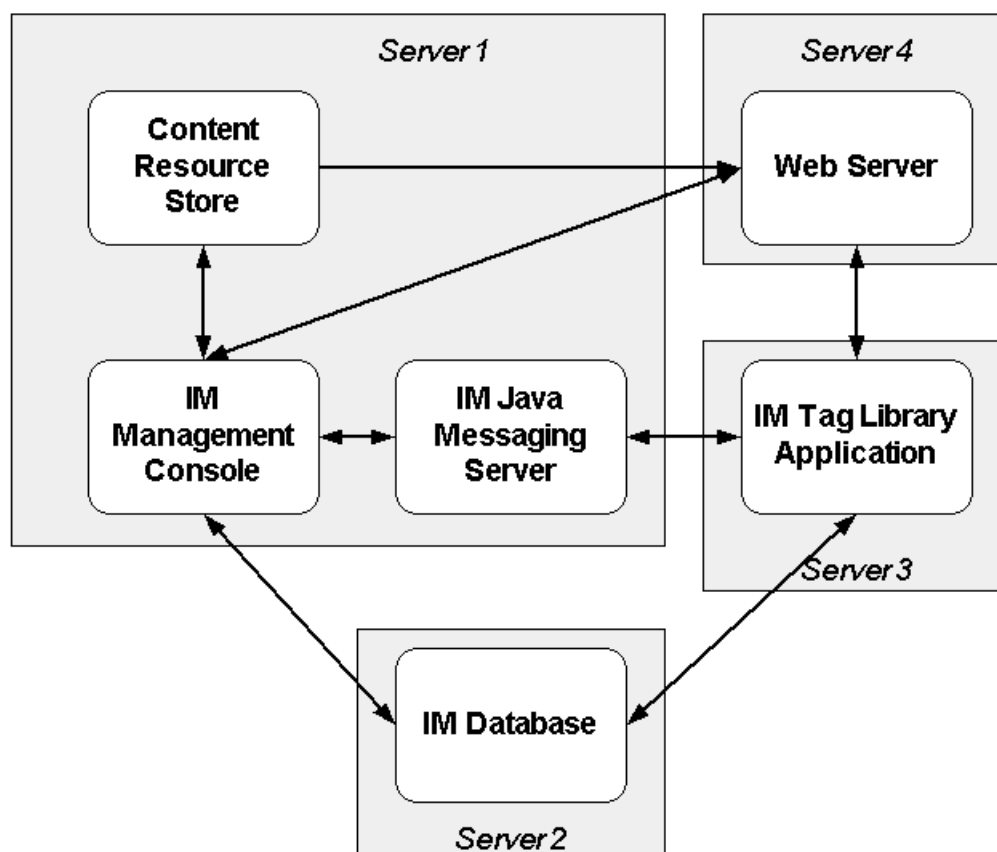 Server 1
Server 4
Content
Resource
Store
Web Server
IM
Management
Console
IM Java
Messaging
Server
IM Tag Library
Application
Server 3
IM Database
Server 2